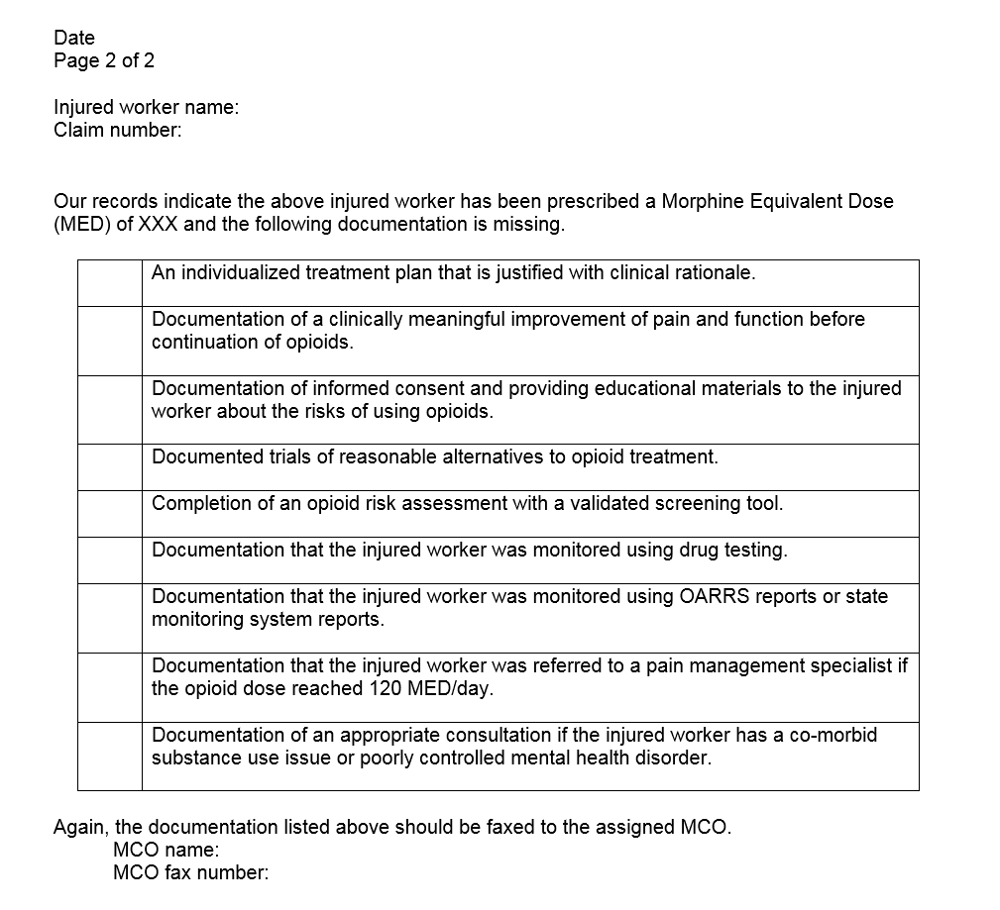 Date
Page 2 of 2
Injured worker name:
Claim number:
Our records indicate the above injured worker has been prescribed a Morphine Equivalent Dose
(MED) of XXX and the following documentation is missing.
An individualized treatment plan that is justified with clinical rationale.
Documentation of a clinically meaningful improvement of pain and function before
continuation of opioids.
Documentation of informed consent and providing educational materials to the injured
worker about the risks of using opioids.
Documented trials of reasonable alternatives to opioid treatment.
Completion of an opioid risk assessment with a validated screening tool.
Documentation that the injured worker was monitored using drug testing.
Documentation that the injured worker was monitored using OARRS reports or state
monitoring system reports.
Documentation that the injured worker was referred to a pain management specialist if
the opioid dose reached 120 MED/day.
Documentation of an appropriate consultation if the injured worker has a co-morbid
substance use issue or poorly controlled mental health disorder.
Again, the documentation listed above should be faxed to the assigned MCO.
MCO name:
MCO fax number: